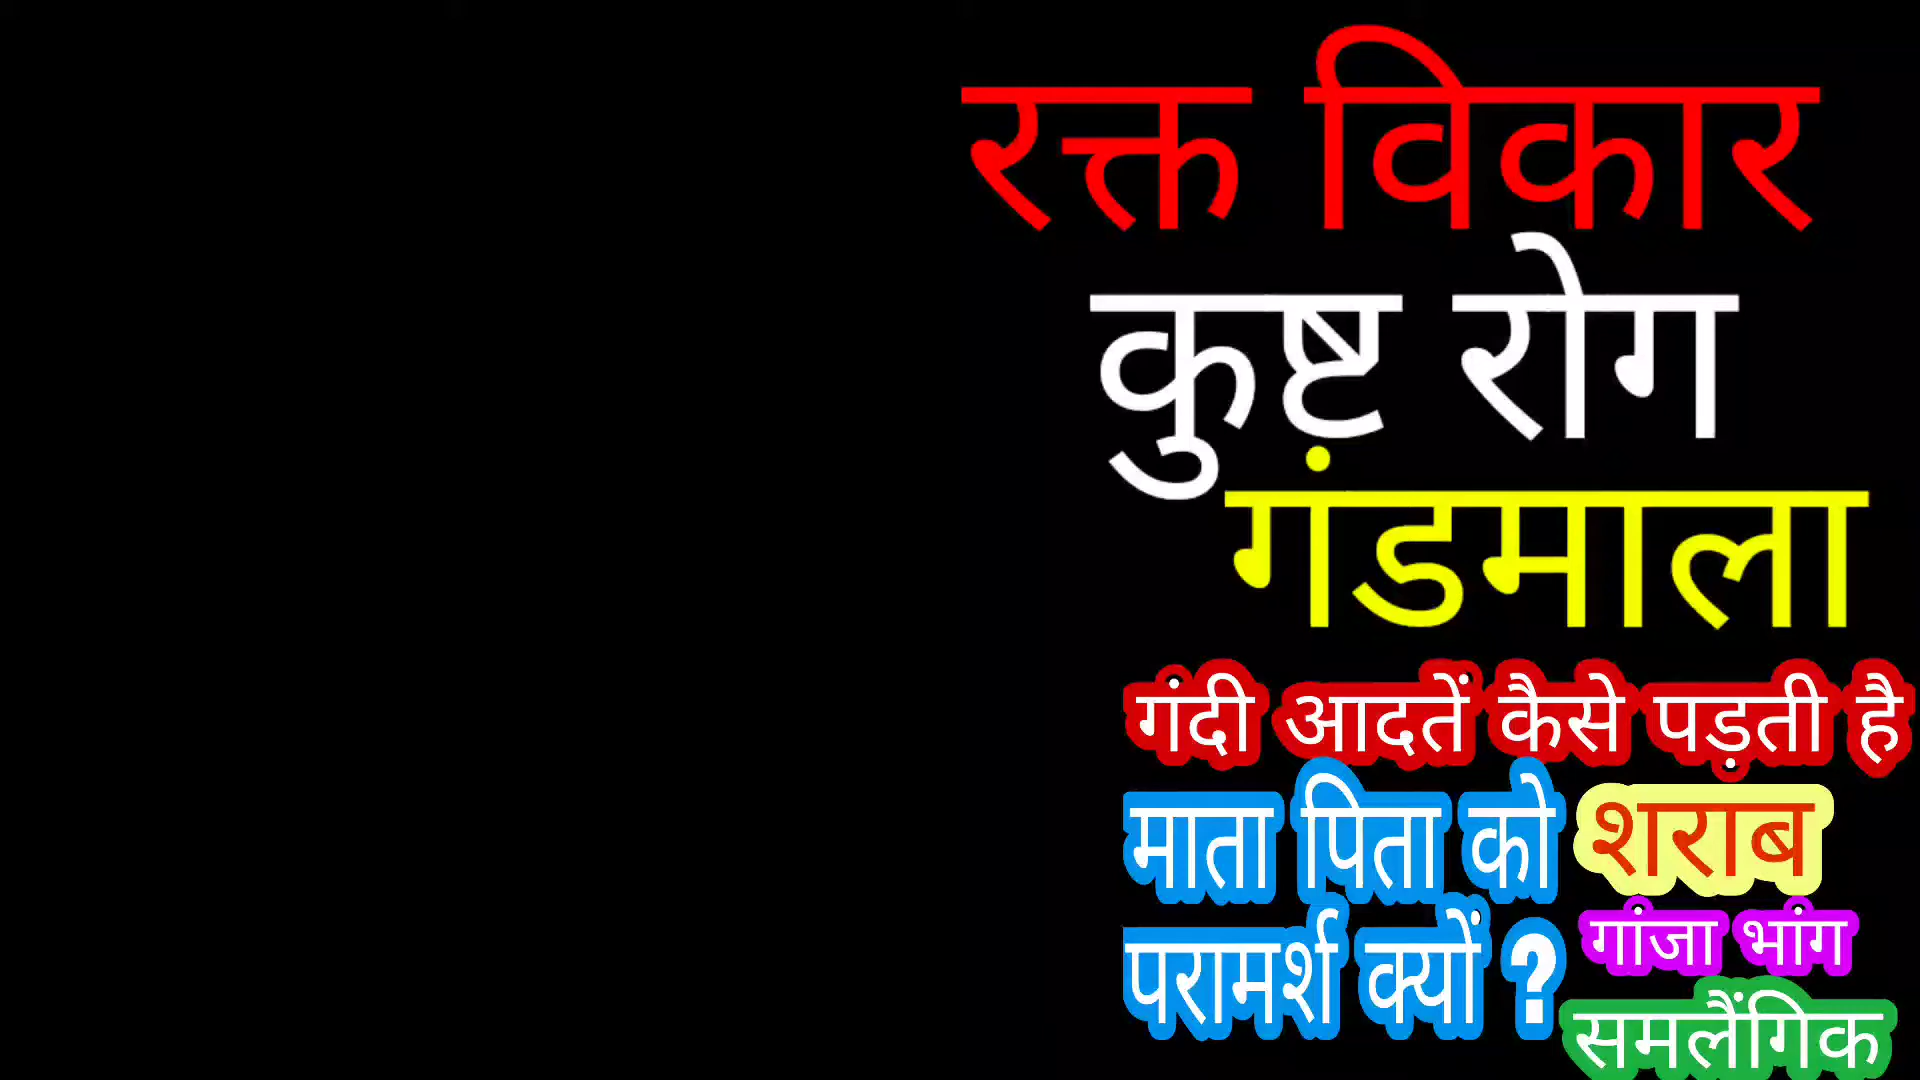 रक्त विकार
कुष्ट रोग
गंडमाला
गंदी आदतें कैसे पड़ती है
माता पिता को शराब
गांजा भांग
परामर्श क्यों ?
समलैंगिक